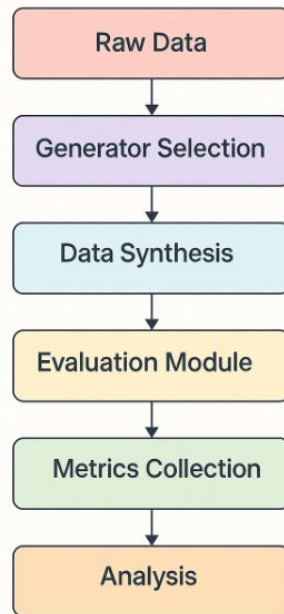 Raw Data
Generator Selection
Data Synthesis
Evaluation Module
Metrics Collection
Analysis